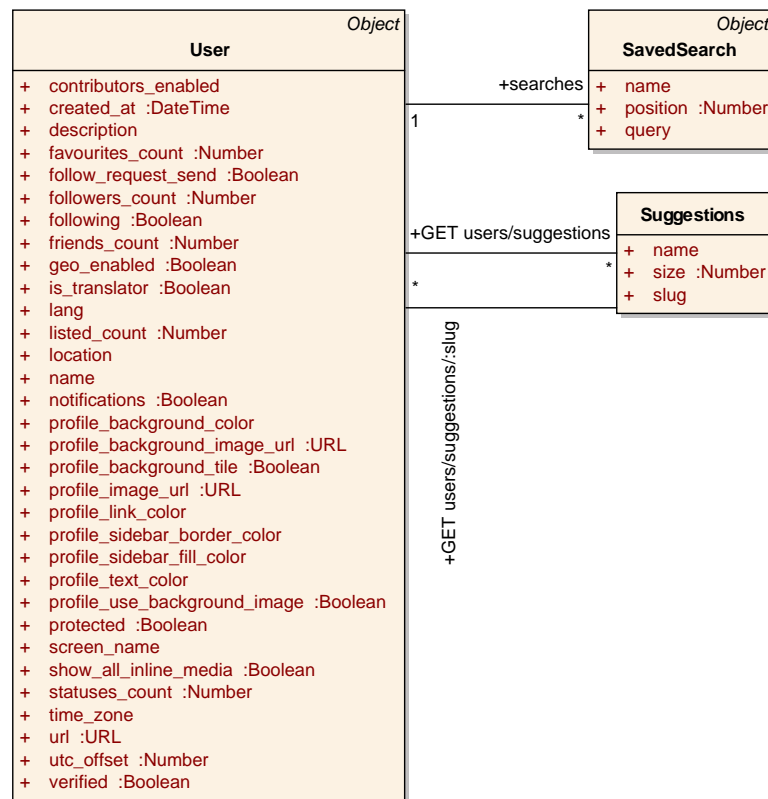 Object
User
+ contributors_enabled
+ created_at :DateTime
+ description
+ favourites_count :Number
+ follow_request_send :Boolean
+ followers_count :Number
+ following :Boolean
+ friends_count :Number
+ geo_enabled :Boolean
+ is_translator :Boolean
+ lang
+ listed_count :Number
+ location
+ name
+ notifications :Boolean
+ profile_background_color
+ profile_background_image_url :URL
+ profile_background_tile :Boolean
+ profile_image_url :URL
+ profile_link_color
+ profile_sidebar_border_color
+ profile_sidebar_fill_color
+ profile_text_color
+ profile_use_background_image :Boolean
+ protected :Boolean
+ screen_name
+ show_all_inline_media :Boolean
+ statuses_count :Number
+ time_zone
+ url :URL
+ utc_offset :Number
+ verified :Boolean
+searches
1
*
Object
SavedSearch
+ name
+ position :Number
+ query
+GET users/suggestions
*
*
+GET users/suggestions/:slug
Suggestions
+ name
+ size :Number
+ slug